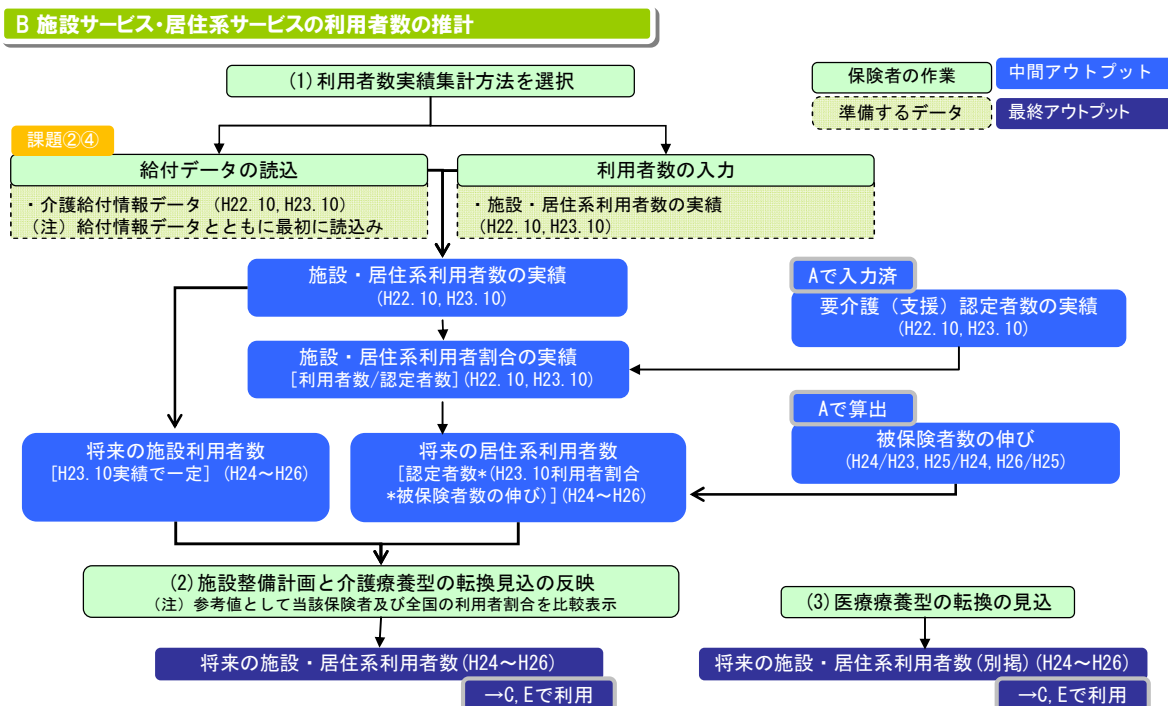 B 施設サービス・居住系サービスの利用者数の推計
(1)利用者数実績集計方法を選択
保険者の作業
中間アウトプット
準備するデータ
最終アウトプット
課題②④
給付データの読込
・介護給付情報データ (H22.10,H23.10)
(注) 給付情報データとともに最初に読込み
利用者数の入力
・施設・居住系利用者数の実績
(H22.10,H23.10)
施設・居住系利用者数の実績
(H22.10,H23.10)
Aで入力済
要介護(支援)認定者数の実績
(H22.10,H23.10)
施設・居住系利用者割合の実績
[利用者数/認定者数](H22.10,H23.10)
Aで算出
被保険者数の伸び
(H24/H23, H25/H24, H26/H25)
将来の施設利用者数
[H23.10実績で一定] (H24～H26)
将来の居住系利用者数
[認定者数*(H23.10利用者割合
*被保険者数の伸び)](H24～H26)
(2)施設整備計画と介護療養型の転換見込の反映
(注) 参考値として当該保険者及び全国の利用者割合を比較表示
(3)医療療養型の転換の見込
将来の施設・居住系利用者数(H24～H26)
→C,Eで利用
将来の施設・居住系利用者数(別掲)(H24～H26)
→C,Eで利用